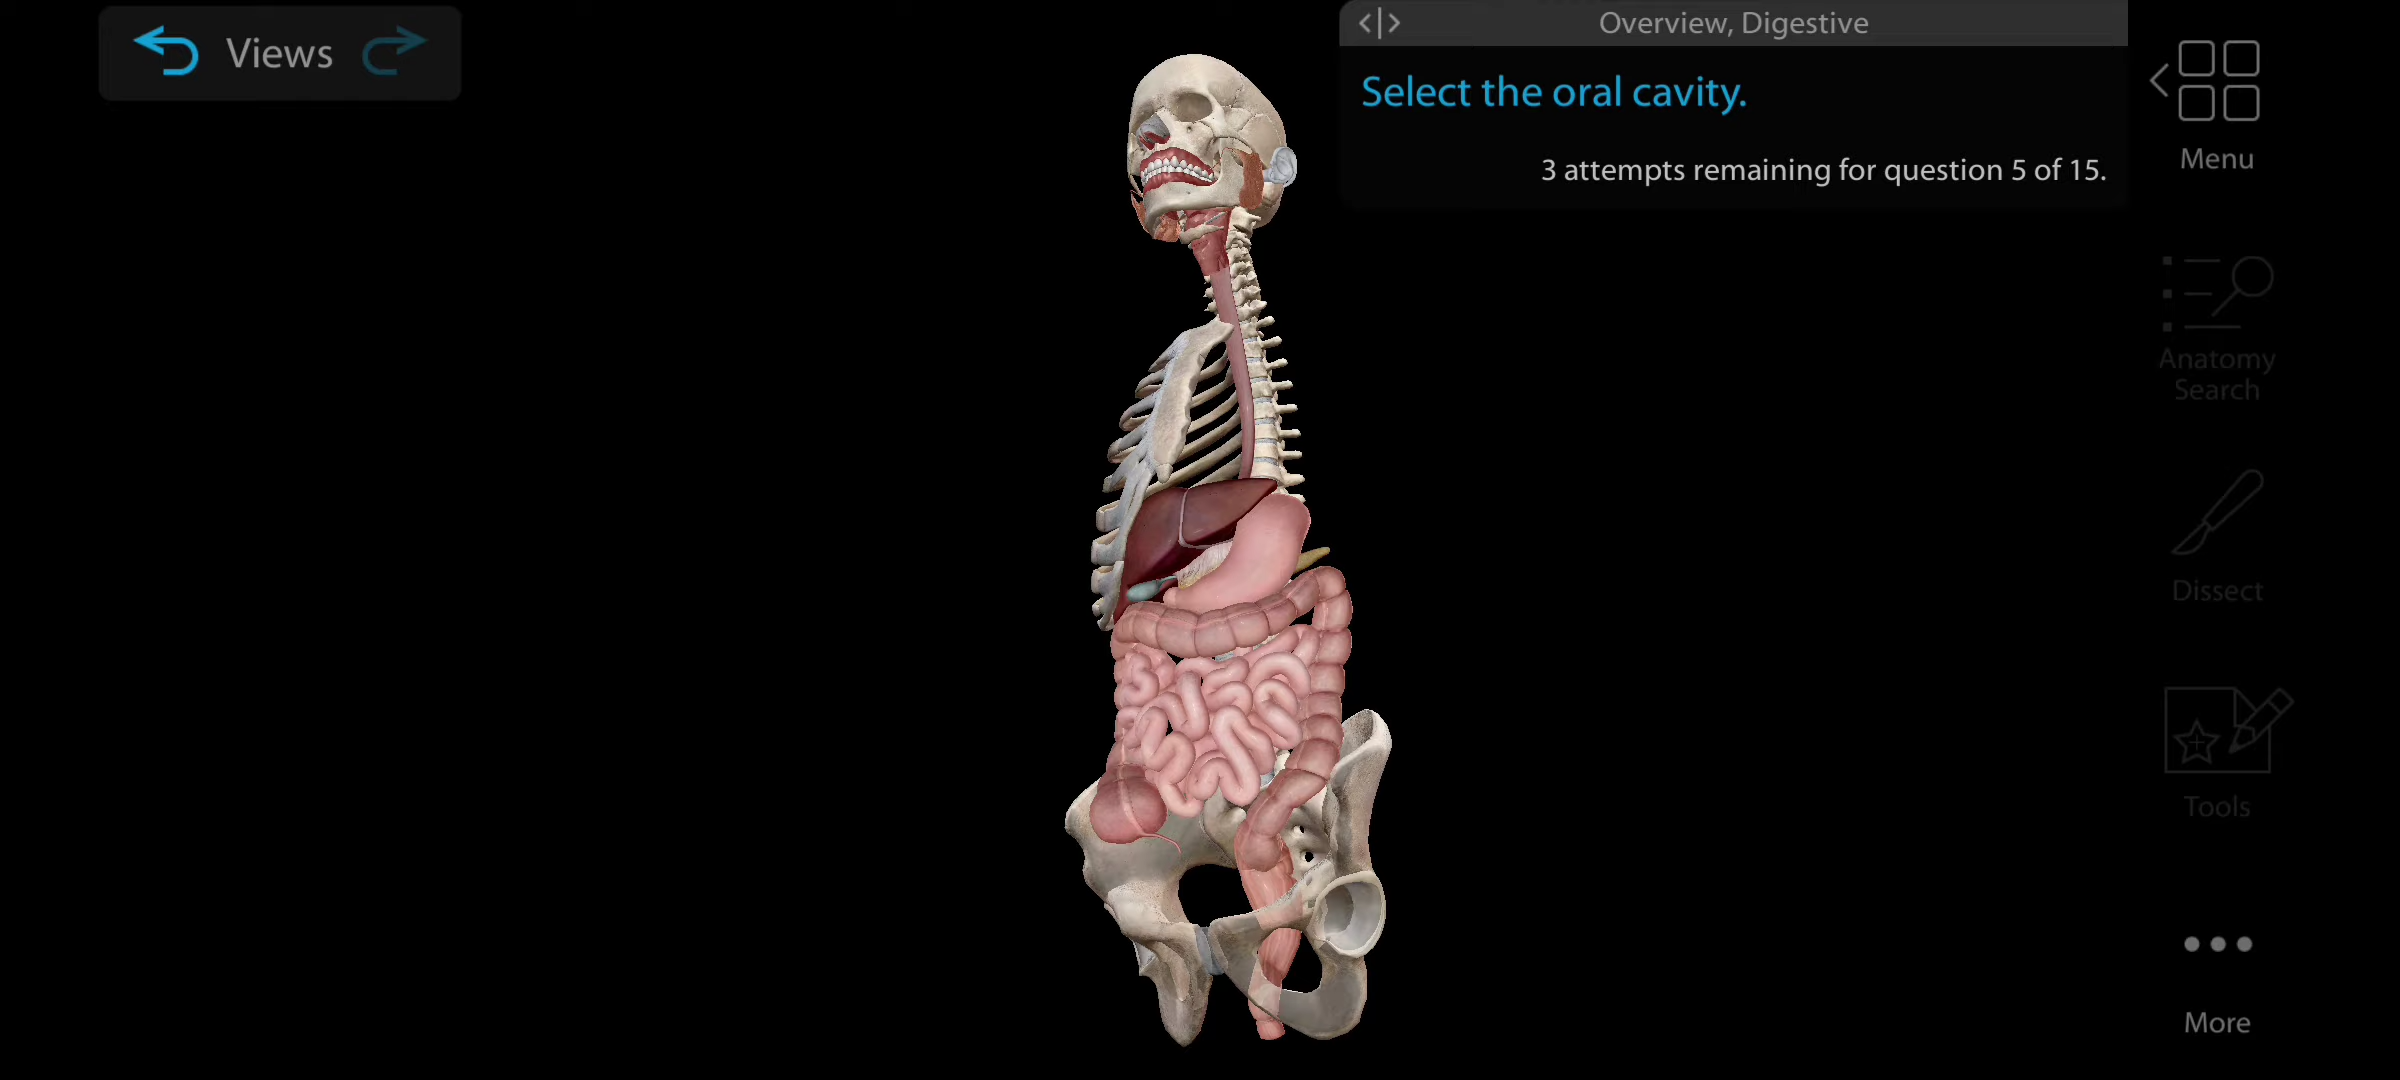 Views
Overview, Digestive
Select the oral cavity.
3 attempts remaining for question 5 of 15.
Menu
Anatomy
Search
Dissect
Tools
More